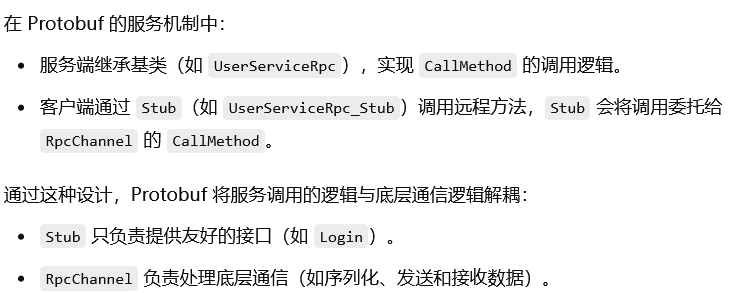 在 Protobuf 的服务机制中：
• 服务端继承基类（如 UserServiceRpc），实现 CallMethod 的调用逻辑。
• 客户端通过 Stub（如 UserServiceRpc_Stub）调用远程方法，Stub 会将调用委托给
RpcChannel 的 CallMethod。
通过这种设计，Protobuf 将服务调用的逻辑与底层通信逻辑解耦：
• Stub 只负责提供友好的接口（如 Login）。
• RpcChannel 负责处理底层通信（如序列化、发送和接收数据）。